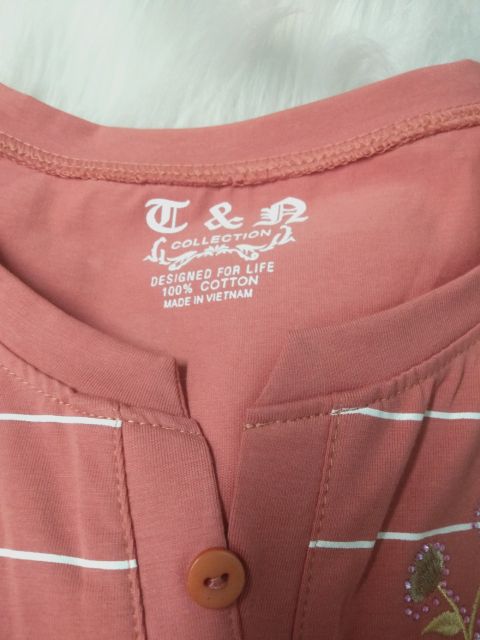 T & N
COLLECTION
DESIGNED FOR LIFE
100% COTTON
MADE IN VIETNAM